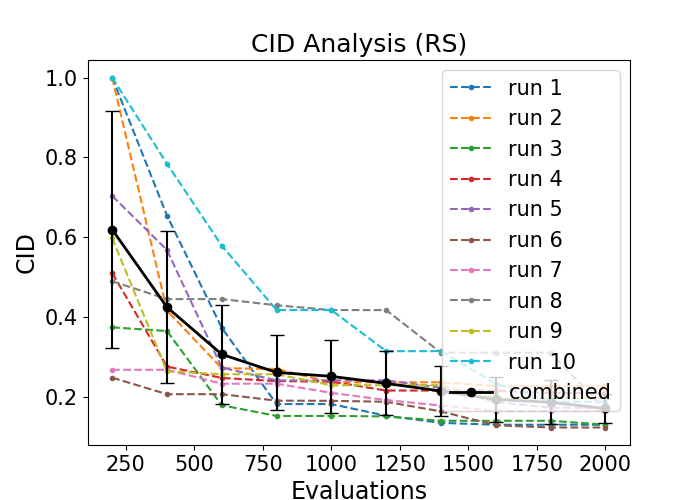 CID Analysis (RS)
1.0
0.8
0.6
0.4
0.2
CID
run 1
run 2
run 3
run 4
run 5
run 6
run 7
run 8
run 9
run 10
combined
250 500 750 1000 1250 1500 1750 2000
Evaluations